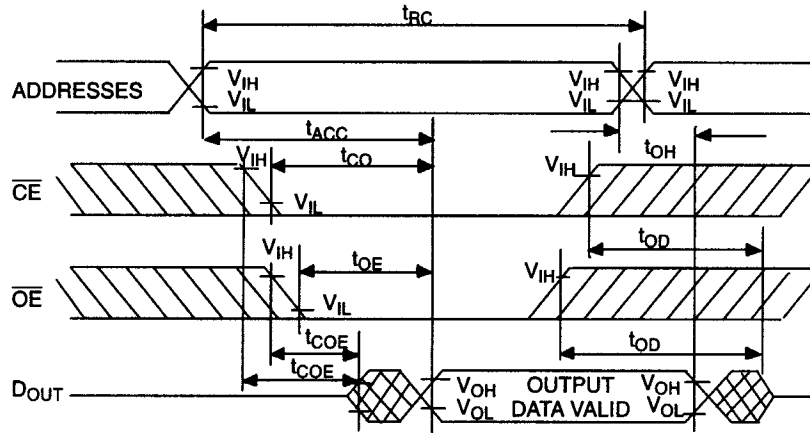 tRC
ADDRESSES
VIH
VIL
VIH
VIL
VIH
VIL
tACC
tOH
CE
VIH
tCO
VIL
VIH
tOD
OE
VIH
tOE
VIL
VIH
tCOE
tOD
tCOE
DOUT
VOH
VOL
OUTPUT
DATA VALID
VOH
VOL